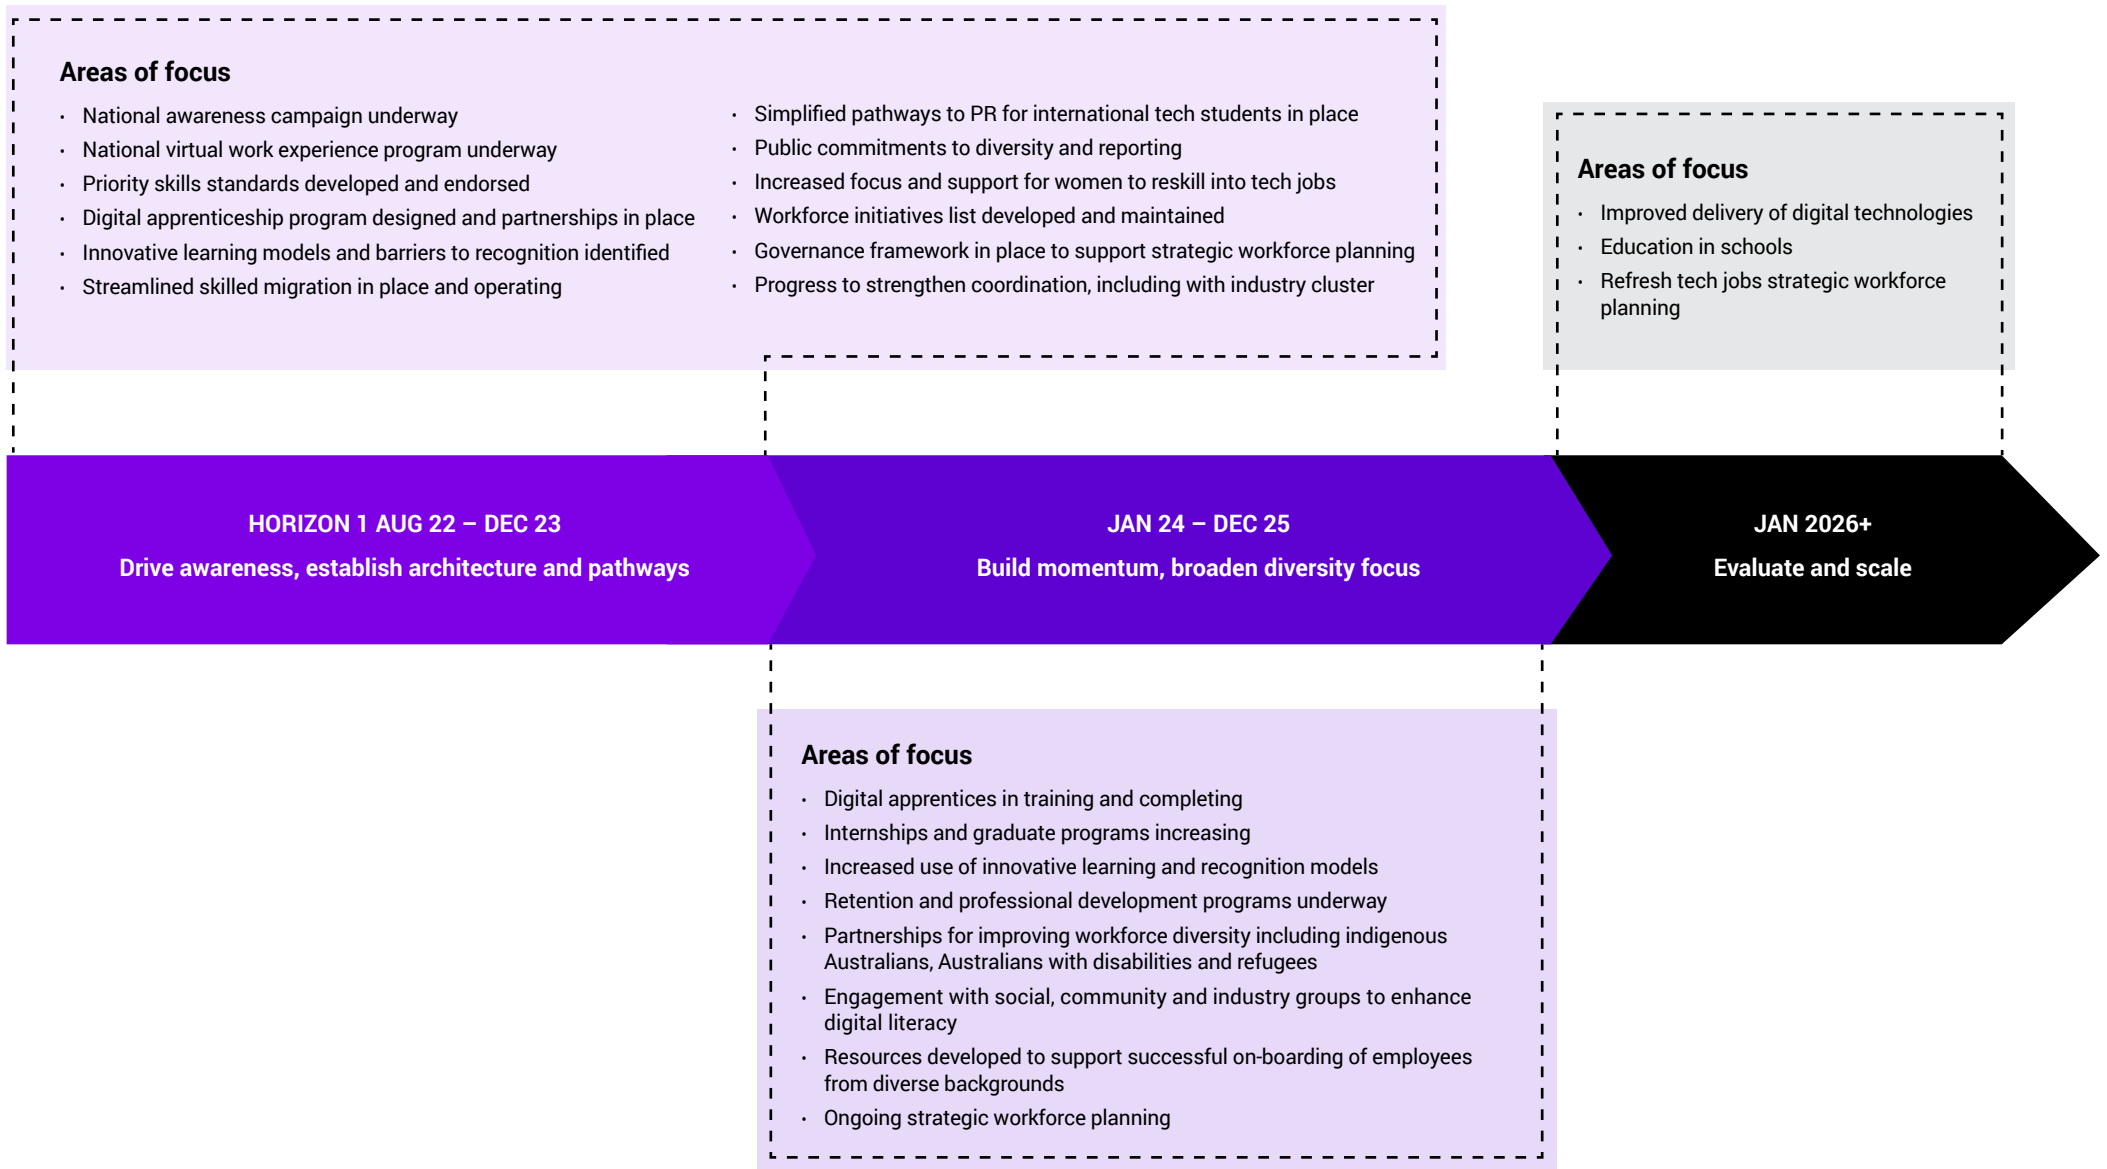 Areas of focus
· National awareness campaign underway
· National virtual work experience program underway
· Priority skills standards developed and endorsed
· Digital apprenticeship program designed and partnerships in place
· Innovative learning models and barriers to recognition identified
· Streamlined skilled migration in place and operating
· Simplified pathways to PR for international tech students in place
· Public commitments to diversity and reporting
· Increased focus and support for women to reskill into tech jobs
· Workforce initiatives list developed and maintained
· Governance framework in place to support strategic workforce planning
· Progress to strengthen coordination, including with industry cluster
Areas of focus
· Improved delivery of digital technologies
· Education in schools
· Refresh tech jobs strategic workforce
planning
HORIZON 1 AUG 22 – DEC 23
Drive awareness, establish architecture and pathways
JAN 24 – DEC 25
Build momentum, broaden diversity focus
JAN 2026+
Evaluate and scale
Areas of focus
· Digital apprentices in training and completing
· Internships and graduate programs increasing
· Increased use of innovative learning and recognition models
· Retention and professional development programs underway
· Partnerships for improving workforce diversity including indigenous
Australians, Australians with disabilities and refugees
· Engagement with social, community and industry groups to enhance
digital literacy
· Resources developed to support successful on-boarding of employees
from diverse backgrounds
· Ongoing strategic workforce planning